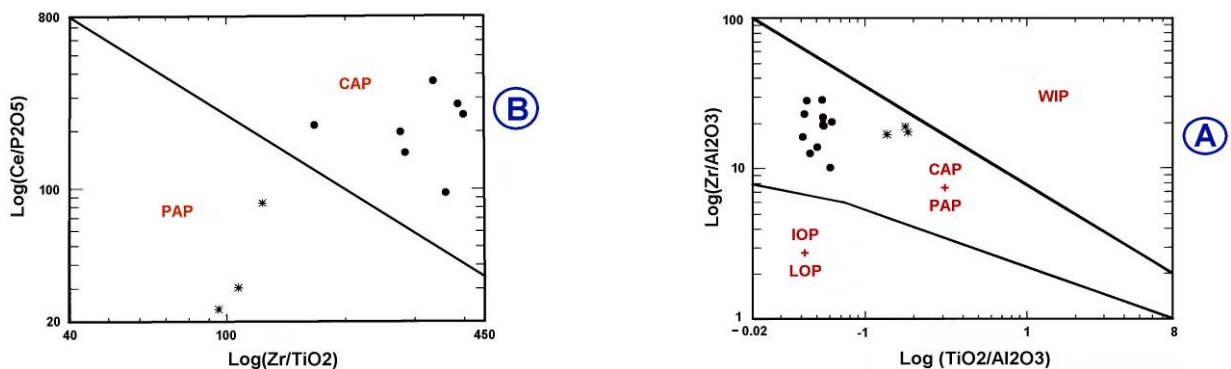 800
100
20
Log(Ce/P2O5)
CAP
PAP
40
100
450
Log(Zr/TiO2)
B
100
10
1
Log(Zr/Al2O3)
WIP
CAP
+
PAP
IOP
+
LOP
−0.02
-1
1
8
Log (TiO2/Al2O3)
A